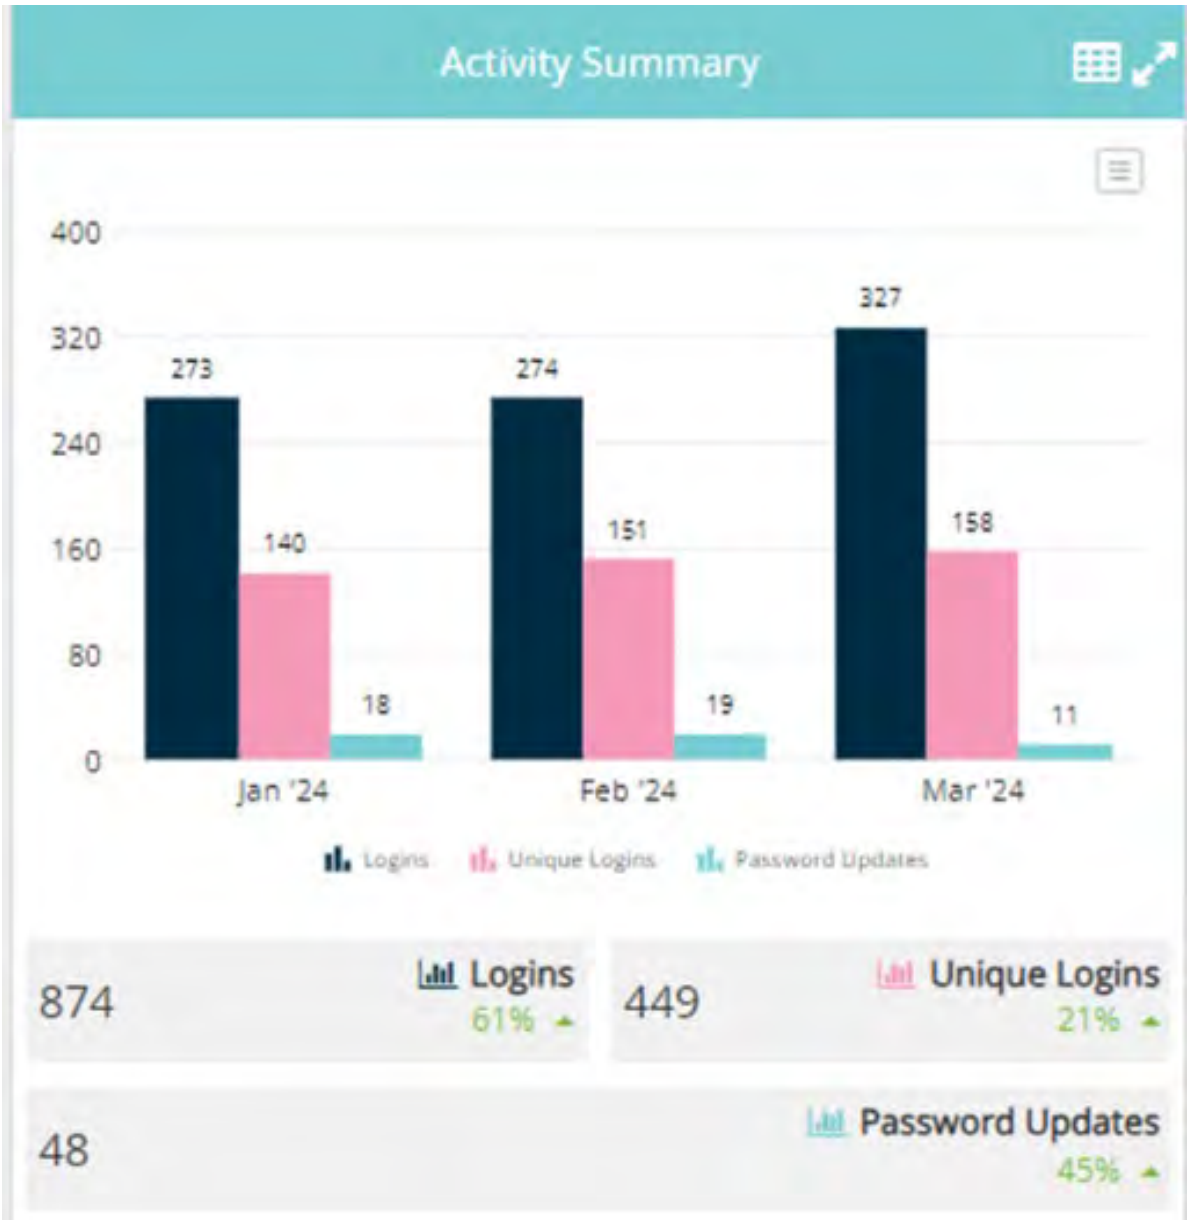 Activity Summary
400
320
240
160
80
0
273
140
18
274
151
19
327
158
11
Jan '24
Feb '24
Mar '24
Logins Unique Logins Password Updates
874
Logins
61%
449
Unique Logins
21%
48
Password Updates
45%